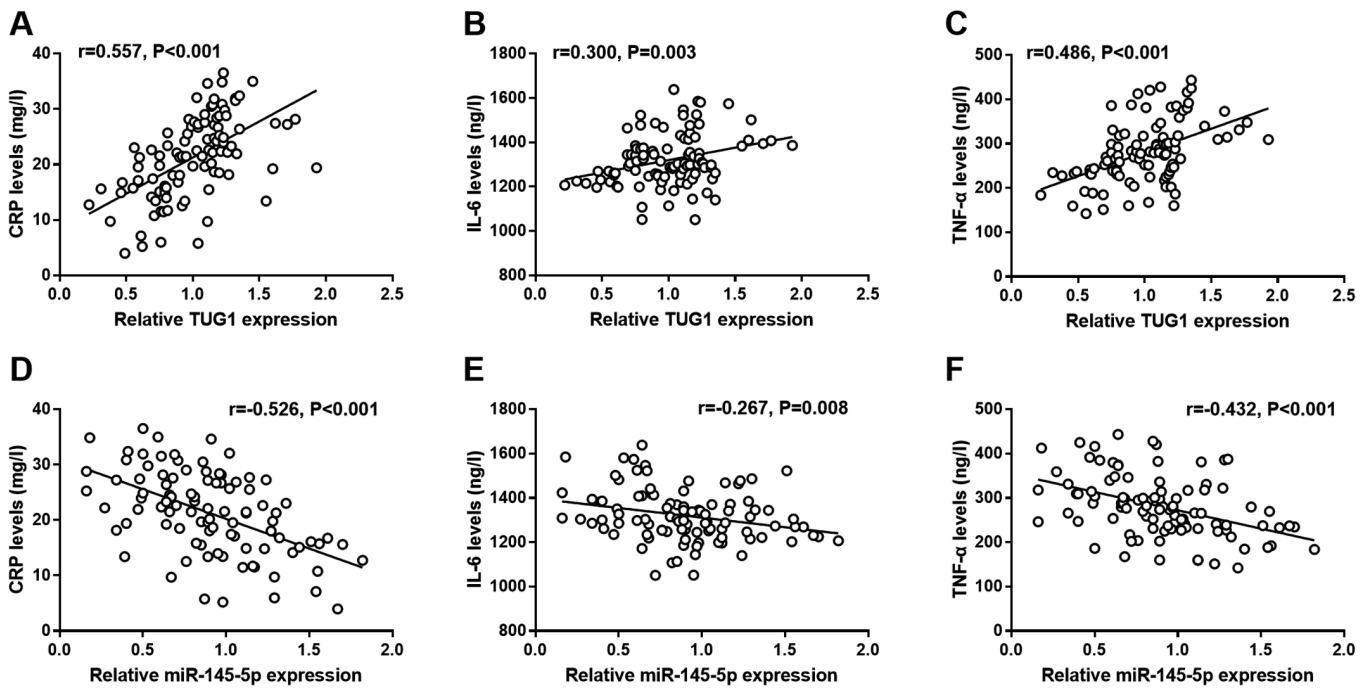 A
r=0.557, P<0.001
CRP levels (mg/l)
40
30
20
10
0
0.0 0.5 1.0 1.5 2.0 2.5
Relative TUG1 expression
B
r=0.300, P=0.003
IL-6 levels (ng/l)
1800
1600
1400
1200
1000
800
0.0 0.5 1.0 1.5 2.0 2.5
Relative TUG1 expression
C
r=0.486, P<0.001
TNF-α levels (ng/l)
500
400
300
200
100
0
0.0 0.5 1.0 1.5 2.0 2.5
Relative TUG1 expression
D
r=-0.526, P<0.001
CRP levels (mg/l)
40
30
20
10
0
0.0 0.5 1.0 1.5 2.0
Relative miR-145-5p expression
E
r=-0.267, P=0.008
IL-6 levels (ng/l)
1800
1600
1400
1200
1000
800
0.0 0.5 1.0 1.5 2.0
Relative miR-145-5p expression
F
r=-0.432, P<0.001
TNF-α levels (ng/l)
500
400
300
200
100
0
0.0 0.5 1.0 1.5 2.0
Relative miR-145-5p expression